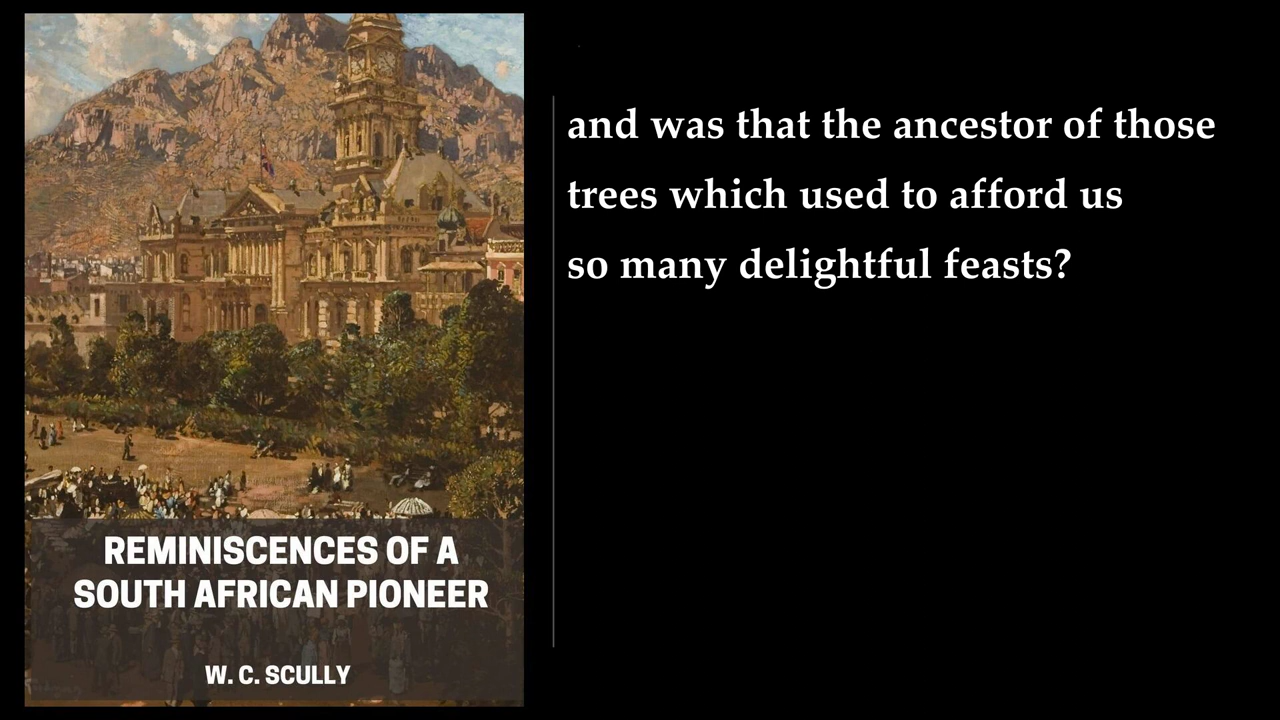 and was that the ancestor of those
trees which used to afford us
so many delightful feasts?
REMINISCENCES OF A
SOUTH AFRICAN PIONEER
W. C. SCULLY